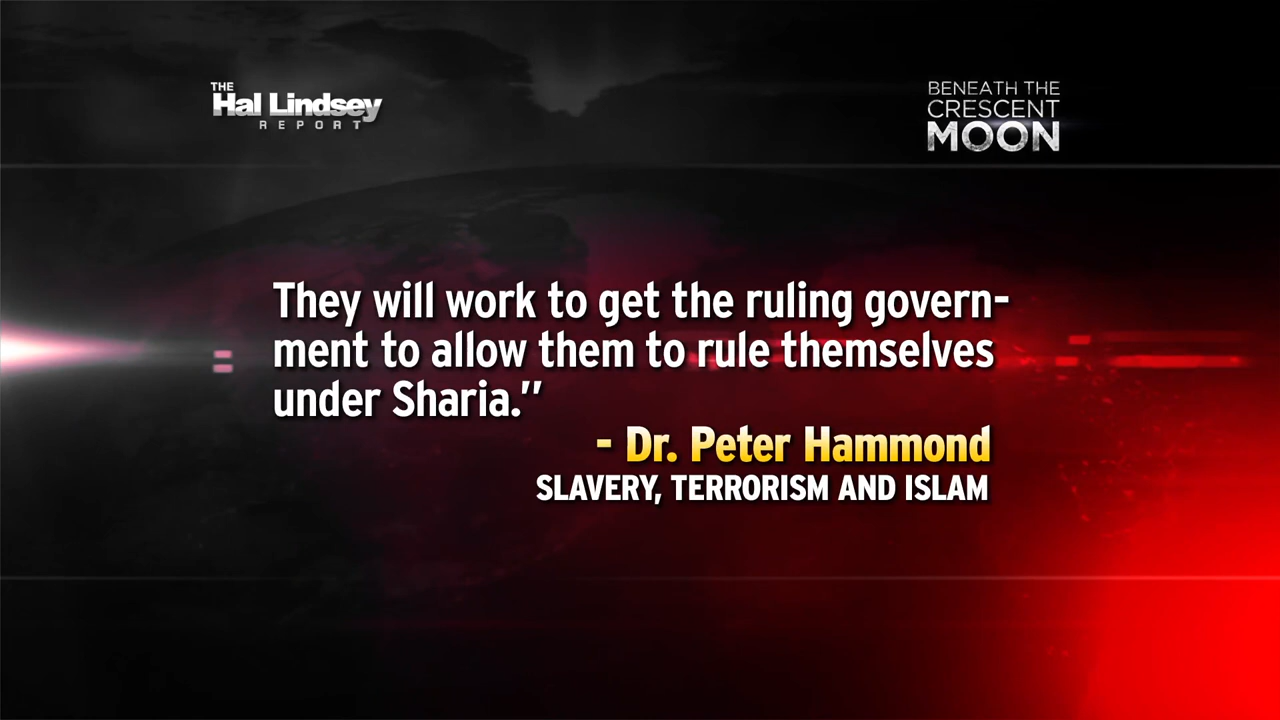 THE
Hal Lindsey
REPORT
BENEATH THE
CRESCENT
MOON
They will work to get the ruling govern-
ment to allow them to rule themselves
under Sharia."
- Dr. Peter Hammond
SLAVERY, TERRORISM AND ISLAM